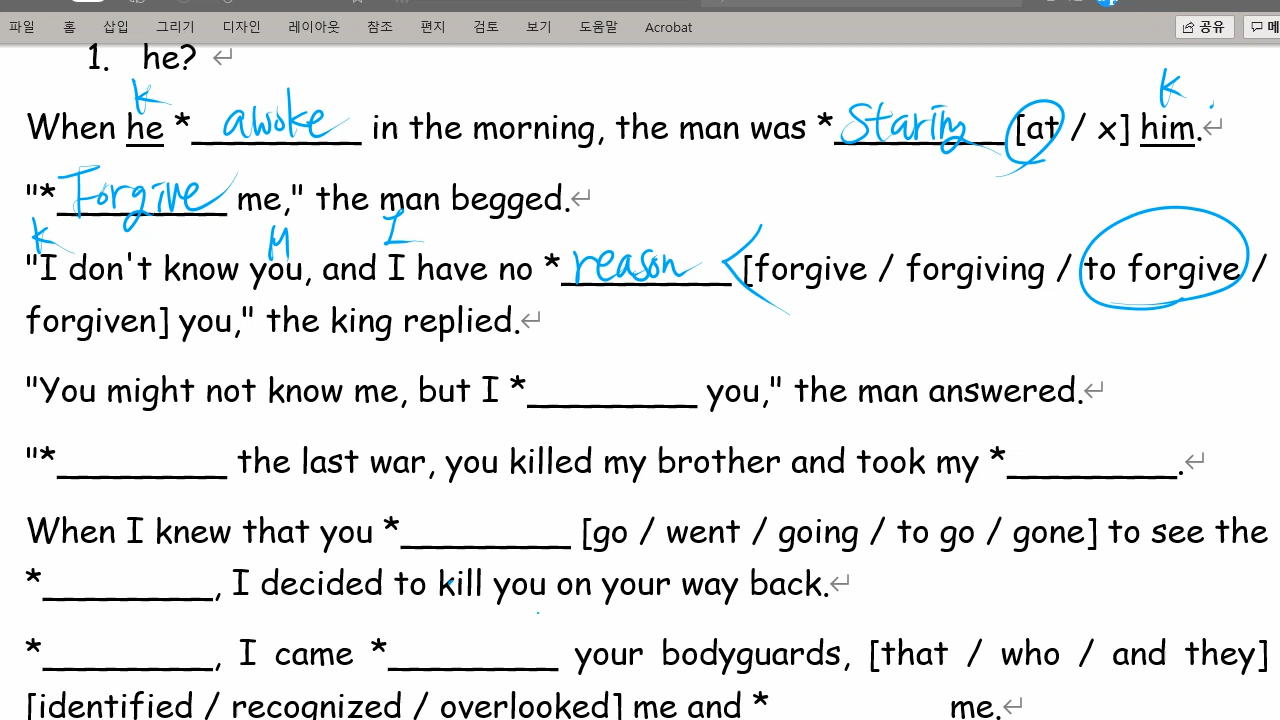 파일 홈 삽입 그리기 디자인 레이아웃 참조 편지 검토 보기 도움말 Acrobat 공유 메
1. he?
K K
When he * awoke in the morning, the man was * Staring [at / x] him.
"* Forgive me," the man begged.
K M I
"I don't know you, and I have no * reason [forgive / forgiving / to forgive /
forgiven] you," the king replied.
"You might not know me, but I *________ you," the man answered.
"*________ the last war, you killed my brother and took my *________.
When I knew that you *________ [go / went / going / to go / gone] to see the
*________, I decided to kill you on your way back.
*________, I came *________ your bodyguards, [that / who / and they]
[identified / recognized / overlooked] me and *________ me.